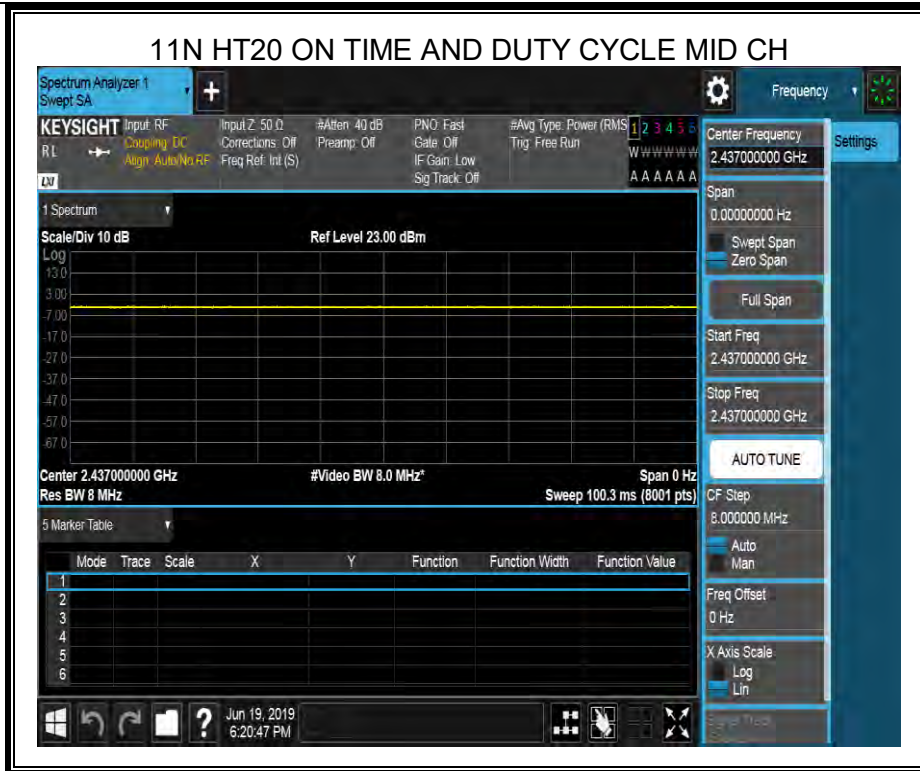 11N HT20 ON TIME AND DUTY CYCLE MID CH
Spectrum Analyzer 1
Swept SA
+
Frequency
KEYSIGHT
RL
LXI
Input: RF
Coupling: DC
Align: Auto/No RF
Input Z: 50 Ω
Corrections: Off
Freq Ref: Int (S)
#Atten: 40 dB
Preamp: Off
PNO: Fast
Gate: Off
IF Gain: Low
Sig Track: Off
#Avg Type: Power (RMS
Trig: Free Run
1 2 3 4 5 6
W W W W W W
A A A A A A
Center Frequency
2.437000000 GHz
Settings
Span
0.00000000 Hz
Swept Span
Zero Span
Full Span
Start Freq
2.437000000 GHz
Stop Freq
2.437000000 GHz
AUTO TUNE
CF Step
8.000000 MHz
Auto
Man
Freq Offset
0 Hz
X Axis Scale
Log
Lin
1 Spectrum
Scale/Div 10 dB
Ref Level 23.00 dBm
Log
13.0
3.00
-7.00
-17.0
-27.0
-37.0
-47.0
-57.0
-67.0
Center 2.437000000 GHz
#Video BW 8.0 MHz*
Span 0 Hz
Res BW 8 MHz
Sweep 100.3 ms (8001 pts)
5 Marker Table
Mode Trace Scale X Y Function Function Width Function Value
1
2
3
4
5
6
?
Jun 19, 2019
6:20:47 PM